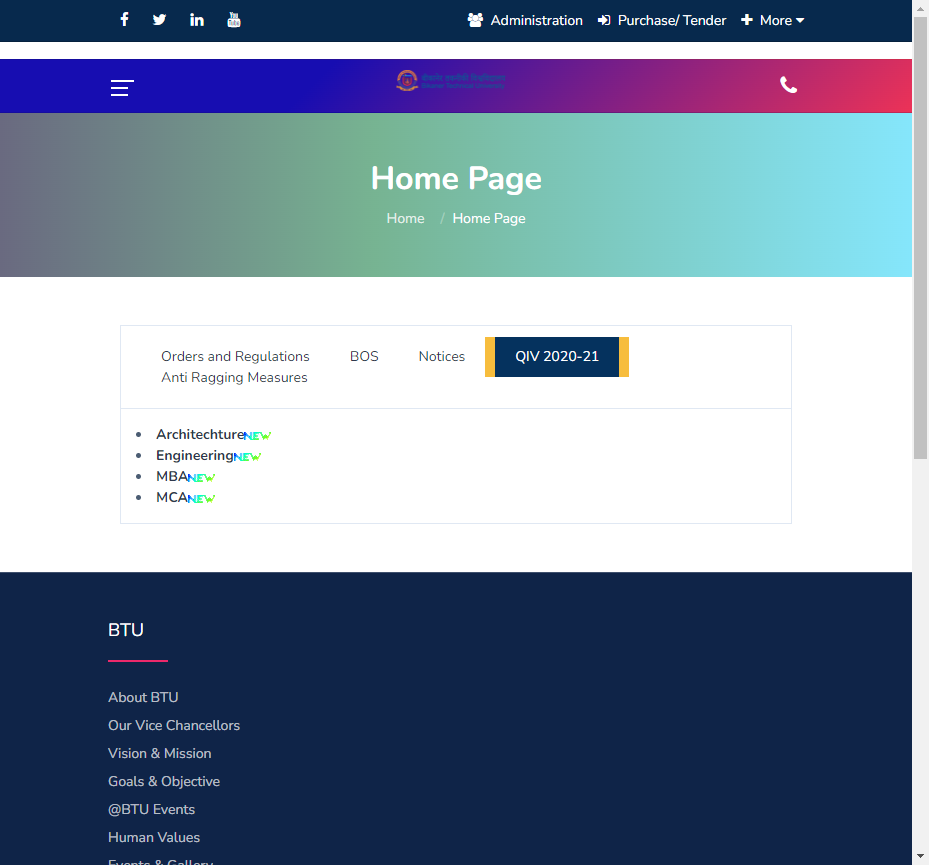 Administration Purchase/ Tender More
Home Page
Home / Home Page
Orders and Regulations BOS Notices QIV 2020-21
Anti Ragging Measures
ArchitechtureNEW
EngineeringNEW
MBANEW
MCANEW
BTU
About BTU
Our Vice Chancellors
Vision & Mission
Goals & Objective
@BTU Events
Human Values
Events & Gallery